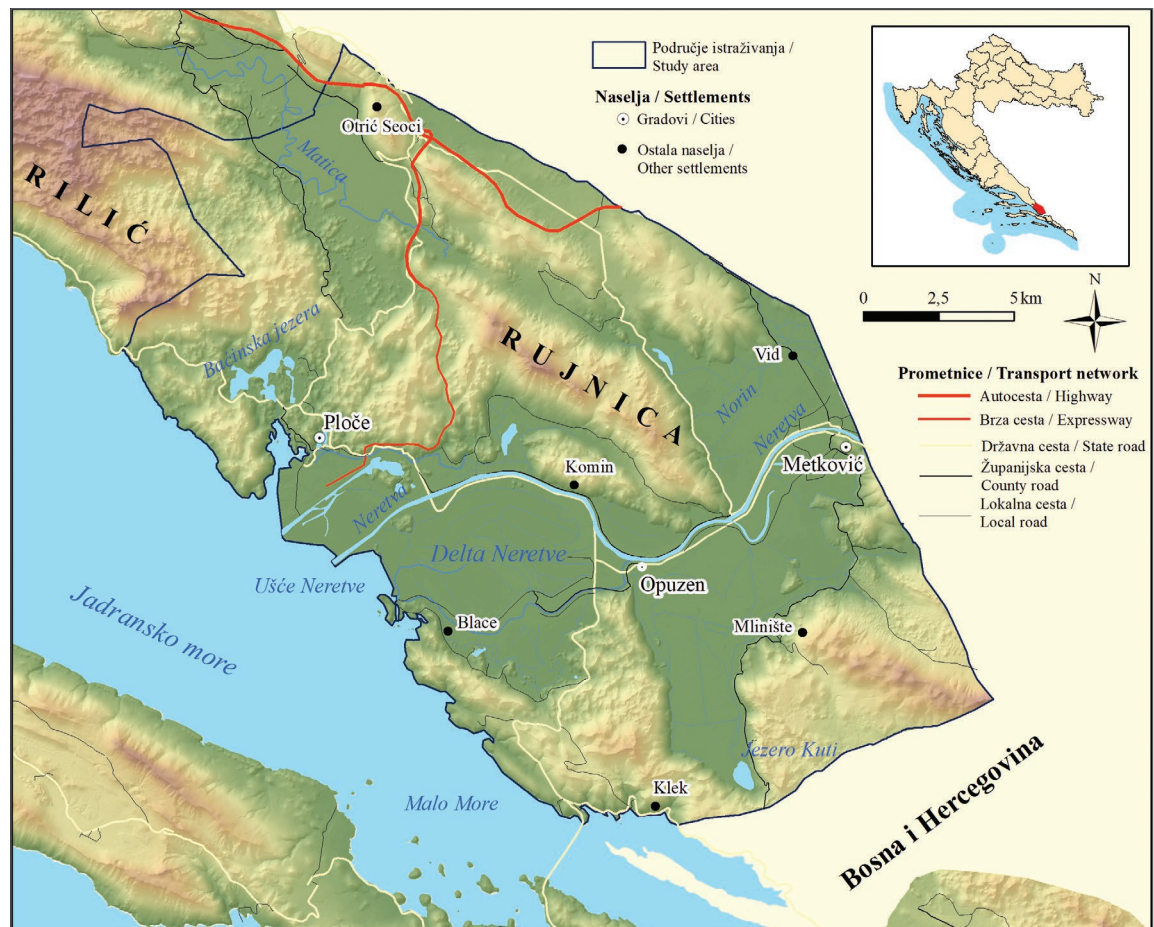 Područje istraživanja /
Study area
Naselja / Settlements
Gradovi / Cities
Ostala naselja /
Other settlements
N
0 2,5 5 km
Prometnice / Transport network
Autocesta / Highway
Brza cesta / Expressway
Državna cesta / State road
Županijska cesta /
County road
Lokalna cesta /
Local road
Otrić Seoci
Matica
RILIĆ
Baćinska jezera
RUJNICA
Vid
Norin
Ploče
Neretva
Metković
Komin
Neretva
Delta Neretve
Opuzen
Ušće Neretve
Blace
Mlinište
Jadransko more
Jezero Kuti
Klek
Malo More
Bosna i Hercegovina